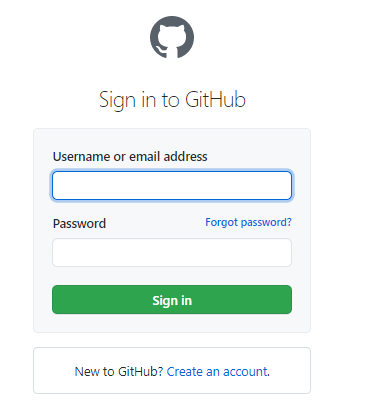 Sign in to GitHub
Username or email address
Password Forgot password?
Sign in
New to GitHub? Create an account.